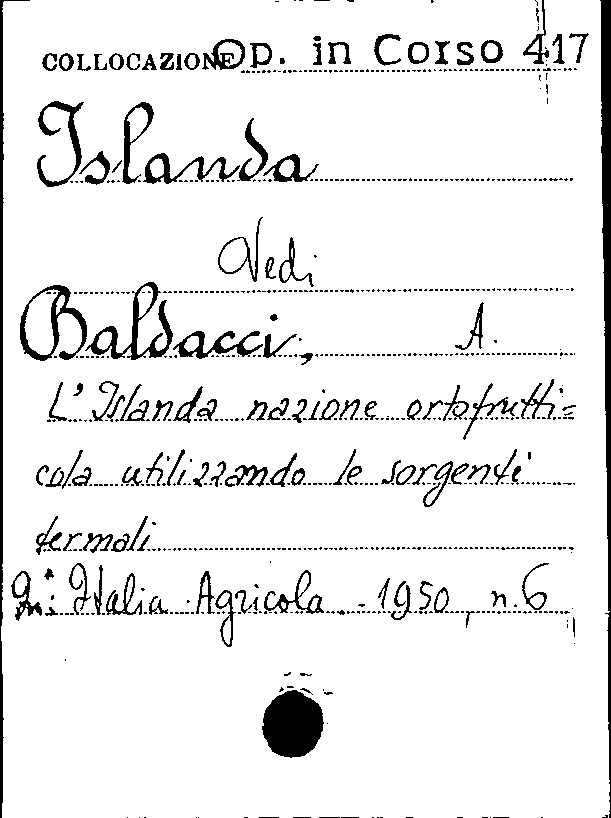 COLLOCAZIONE Op. in Corso 417
Islanda
Vedi
Baldacci, A.
L'Islanda nazione ortofrutti=
cola utilizzando le sorgenti
termali
In: Italia Agricola - 1950, n. 6